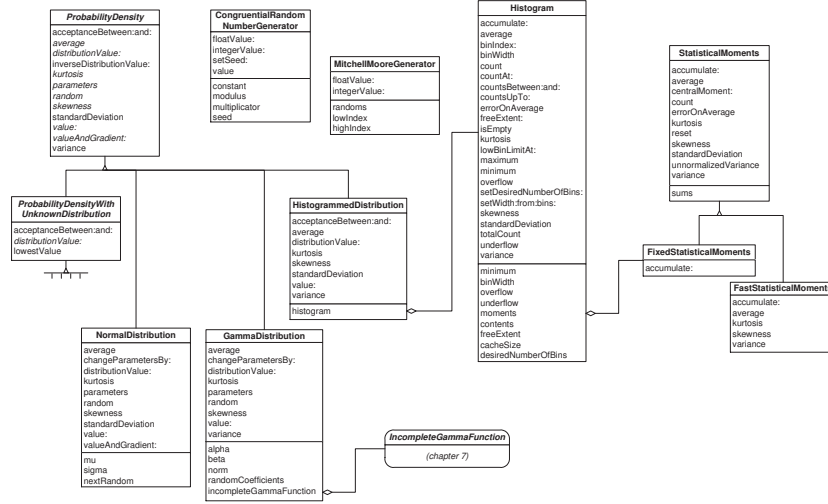 ProbabilityDensity
acceptanceBetween:and:
average
distributionValue:
inverseDistributionValue:
kurtosis
parameters
random
skewness
standardDeviation
value:
valueAndGradient:
variance
CongruentialRandom
NumberGenerator
floatValue:
integerValue:
setSeed:
value
constant
modulus
multiplicator
seed
MitchellMooreGenerator
floatValue:
integerValue:
randoms
lowIndex
highIndex
Histogram
accumulate:
average
binIndex:
binWidth
count
countAt:
countsBetween:and:
countsUpTo:
errorOnAverage
freeExtent:
isEmpty
kurtosis
lowBinLimitAt:
maximum
minimum
overflow
setDesiredNumberOfBins:
setWidth:from:bins:
skewness
standardDeviation
totalCount
underflow
variance
minimum
binWidth
overflow
underflow
moments
contents
freeExtent
cacheSize
desiredNumberOfBins
StatisticalMoments
accumulate:
average
centralMoment:
count
errorOnAverage
kurtosis
reset
skewness
standardDeviation
unnormalizedVariance
variance
sums
ProbabilityDensityWith
UnknownDistribution
acceptanceBetween:and:
distributionValue:
lowestValue
HistogrammedDistribution
acceptanceBetween:and:
average
distributionValue:
kurtosis
skewness
standardDeviation
value:
variance
histogram
FixedStatisticalMoments
accumulate:
FastStatisticalMoments
accumulate:
average
kurtosis
skewness
variance
NormalDistribution
average
changeParametersBy:
distributionValue:
kurtosis
parameters
random
skewness
standardDeviation
value:
valueAndGradient:
mu
sigma
nextRandom
GammaDistribution
average
changeParametersBy:
distributionValue:
kurtosis
parameters
random
skewness
value:
variance
alpha
beta
norm
randomCoefficients
incompleteGammaFunction
IncompleteGammaFunction
(chapter 7)